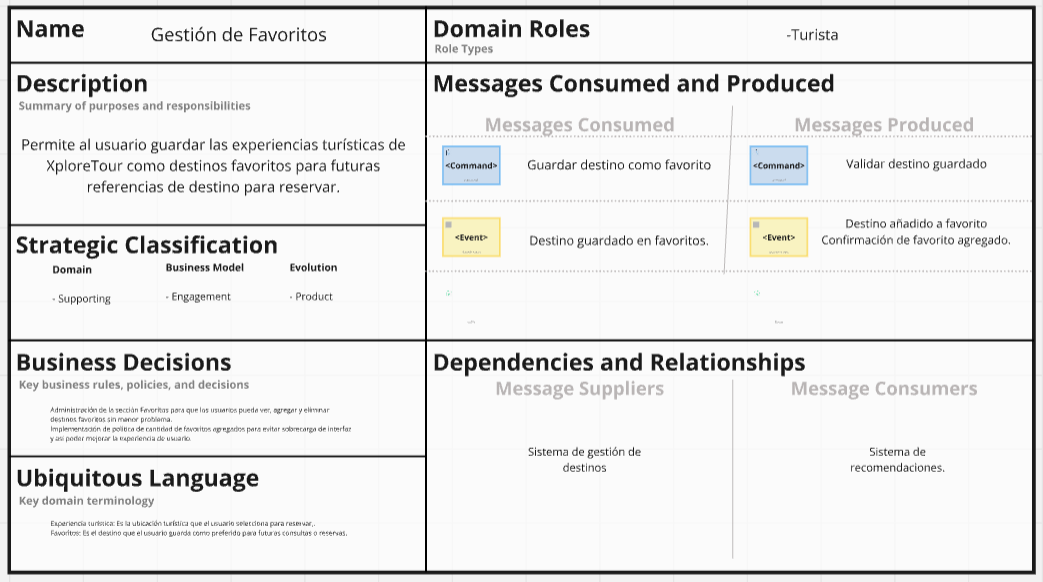 Name
Gestión de Favoritos
Description
Summary of purposes and responsibilities
Permite al usuario guardar las experiencias turísticas de
XploreTour como destinos favoritos para futuras
referencias de destino para reservar.
Strategic Classification
Domain
Business Model
Evolution
- Supporting
- Engagement
- Product
Business Decisions
Key business rules, policies, and decisions
Administración de la sección Favoritos para que los usuarios pueda ver, agregar y eliminar
destinos favoritos sin manor problema.
Implementación de política de cantidad de favoritos agregados para evitar sobrecarga de interfaz
y así poder mejorar la experiencia de usuario.
Ubiquitous Language
Key domain terminology
Experiencia turística: Es la ubicación turística que el usuario selecciona para reservar,.
Favoritos: Es el destino que el usuario guarda como preferido para futuras consultas o reservas.
Domain Roles
Role Types
-Turista
Messages Consumed and Produced
Messages Consumed
Messages Produced
<Command>
Guardar destino como favorito
<Command>
Validar destino guardado
<Event>
Destino guardado en favoritos.
<Event>
Destino añadido a favorito
Confirmación de favorito agregado.
Dependencies and Relationships
Message Suppliers
Message Consumers
Sistema de gestión de
destinos
Sistema de
recomendaciones.